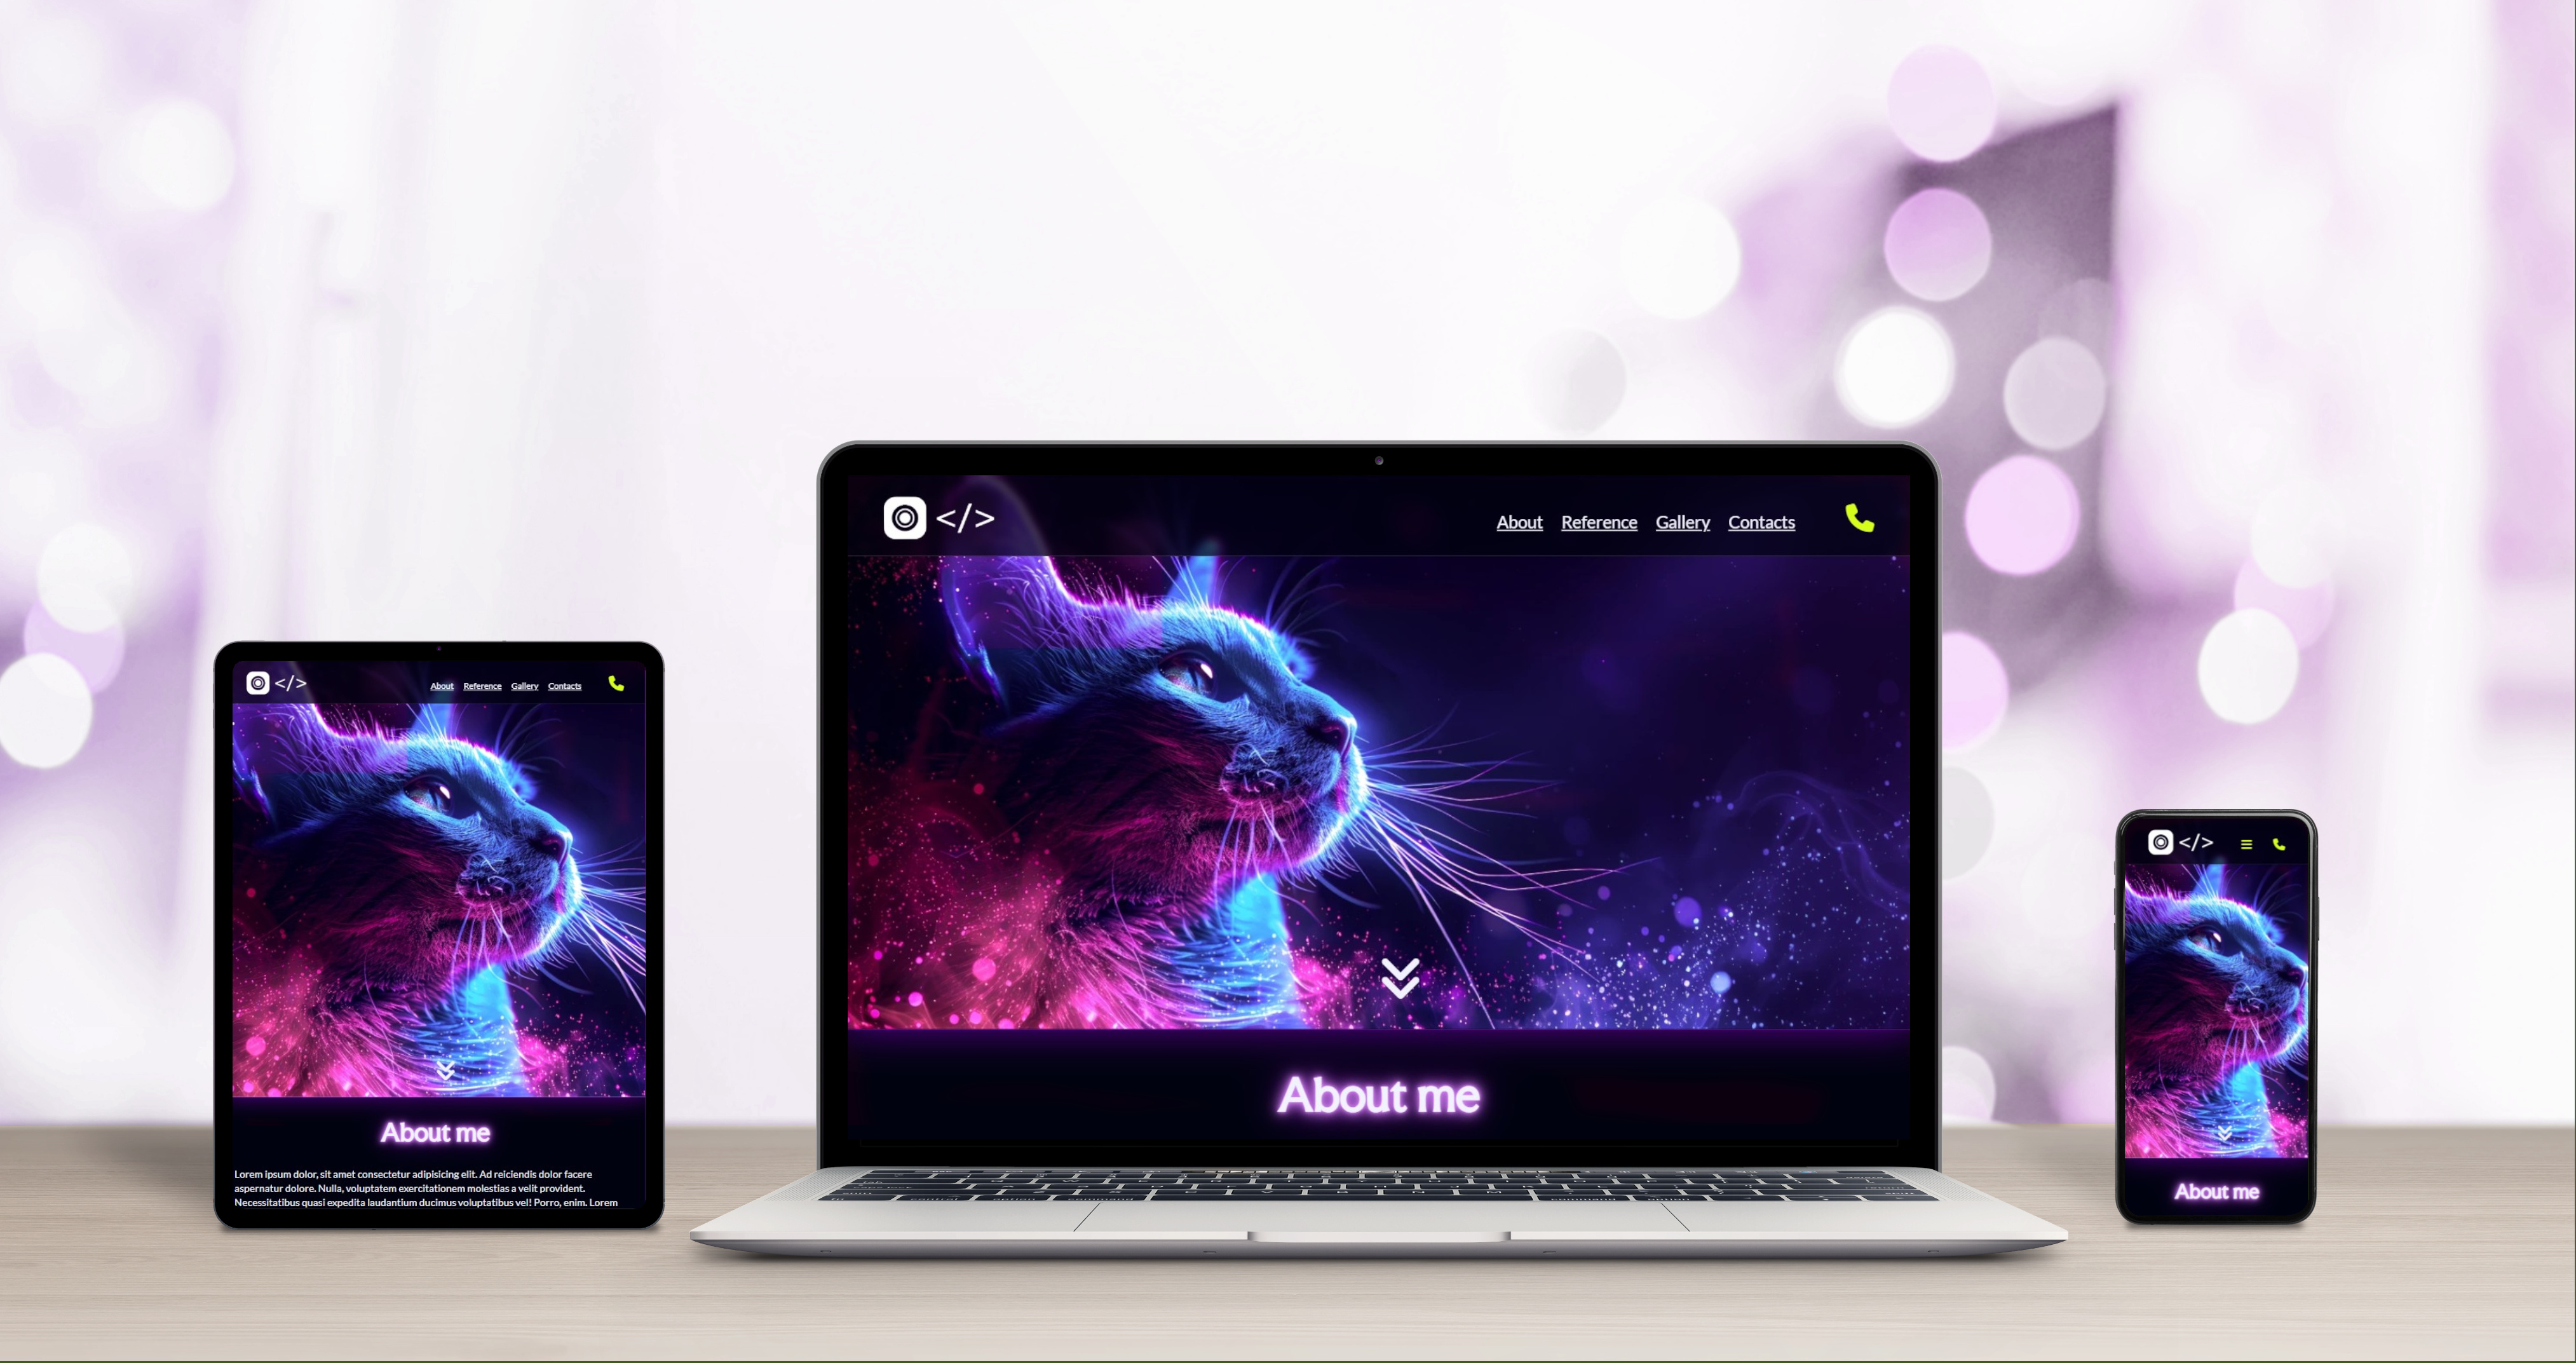 </>
About Reference Gallery Contacts
About me
Lorem ipsum dolor, sit amet consectetur adipisicing elit. Ad reiciendis dolor facere
aspernatur dolore. Nulla, voluptatem exercitationem molestias a velit provident.
Necessitatibus quasi expedita laudantium ducimus voluptatibus vel! Porro, enim. Lorem
</>
About Reference Gallery Contacts
About me
</>
About me